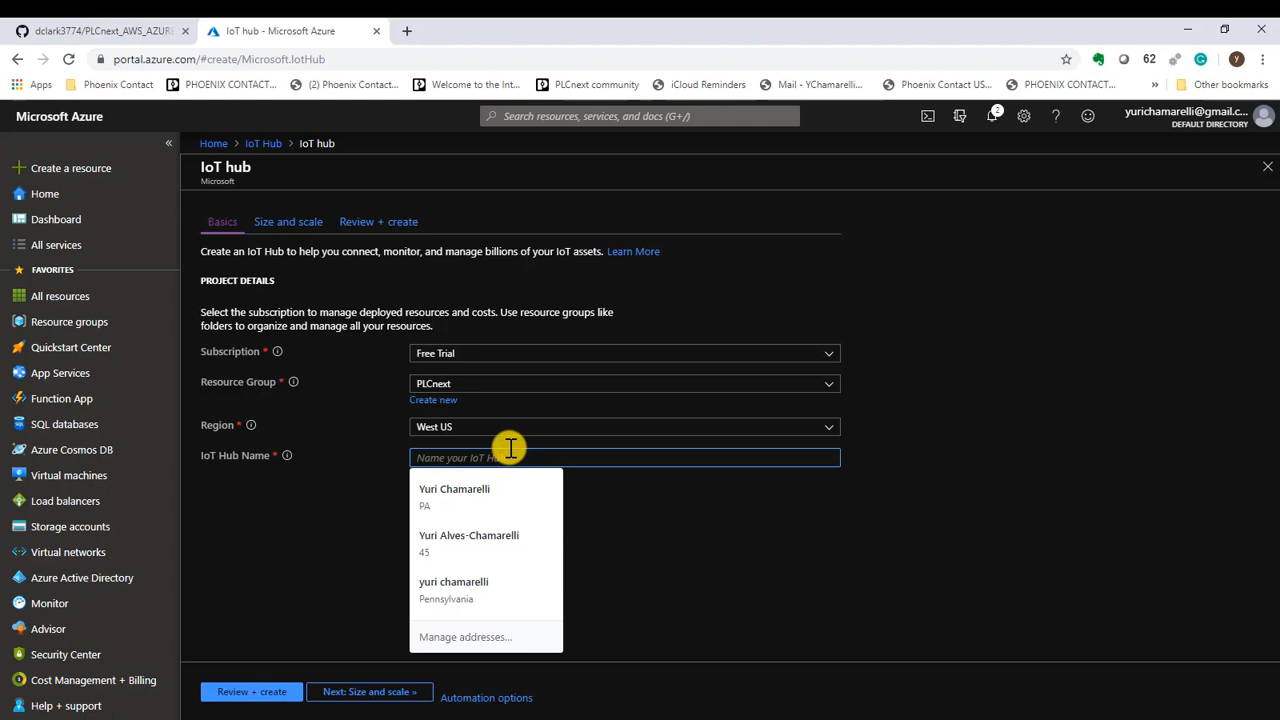 dclark3774/PLCnext_AWS_AZURE
IoT hub - Microsoft Azure
portal.azure.com/#create/Microsoft.IotHub
62
y
Apps
Phoenix Contact
PHOENIX CONTACT...
(2) Phoenix Contact...
Welcome to the Int...
PLCnext community
iCloud Reminders
Mail - YChamarelli...
Phoenix Contact US...
PHOENIX CONTACT...
»
Other bookmarks
Microsoft Azure
Search resources, services, and docs (G+/)
2
yurichamarelli@gmail.c...
DEFAULT DIRECTORY
«
Create a resource
Home
Dashboard
All services
FAVORITES
All resources
Resource groups
Quickstart Center
App Services
Function App
SQL databases
Azure Cosmos DB
Virtual machines
Load balancers
Storage accounts
Virtual networks
Azure Active Directory
Monitor
Advisor
Security Center
Cost Management + Billing
Help + support
Home > IoT Hub > IoT hub
IoT hub
Microsoft
Basics
Size and scale
Review + create
Create an IoT Hub to help you connect, monitor, and manage billions of your IoT assets. Learn More
PROJECT DETAILS
Select the subscription to manage deployed resources and costs. Use resource groups like
folders to organize and manage all your resources.
Subscription *
Free Trial
Resource Group *
PLCnext
Create new
Region *
West US
IoT Hub Name *
Name your IoT
Yuri Chamarelli
PA
Yuri Alves-Chamarelli
45
yuri chamarelli
Pennsylvania
Manage addresses...
Review + create
Next: Size and scale »
Automation options